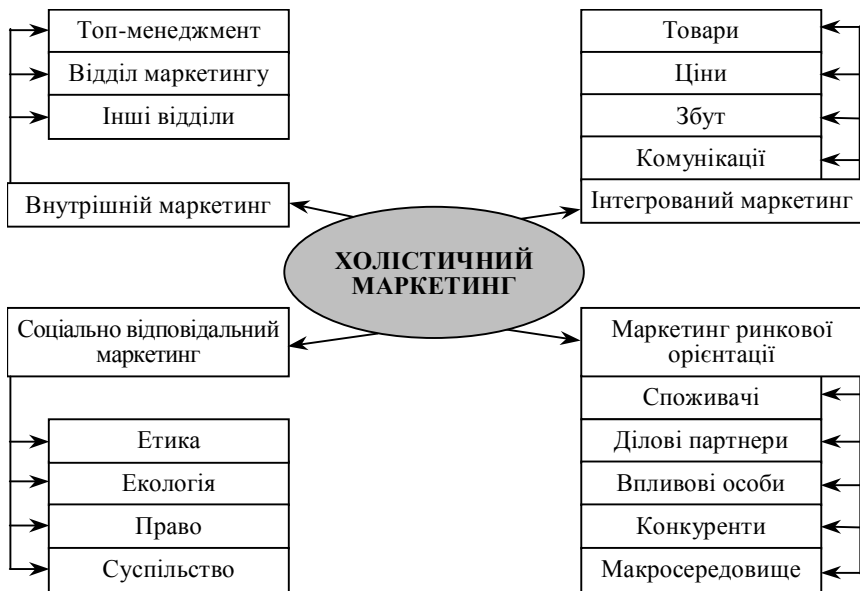 Топ-менеджмент
Відділ маркетингу
Інші відділи
Внутрішній маркетинг
Товари
Ціни
Збут
Комунікації
Інтегрований маркетинг
ХОЛІСТИЧНИЙ
МАРКЕТИНГ
Соціально відповідальний
маркетинг
Етика
Екологія
Право
Суспільство
Маркетинг ринкової
орієнтації
Споживачі
Ділові партнери
Впливові особи
Конкуренти
Макросередовище